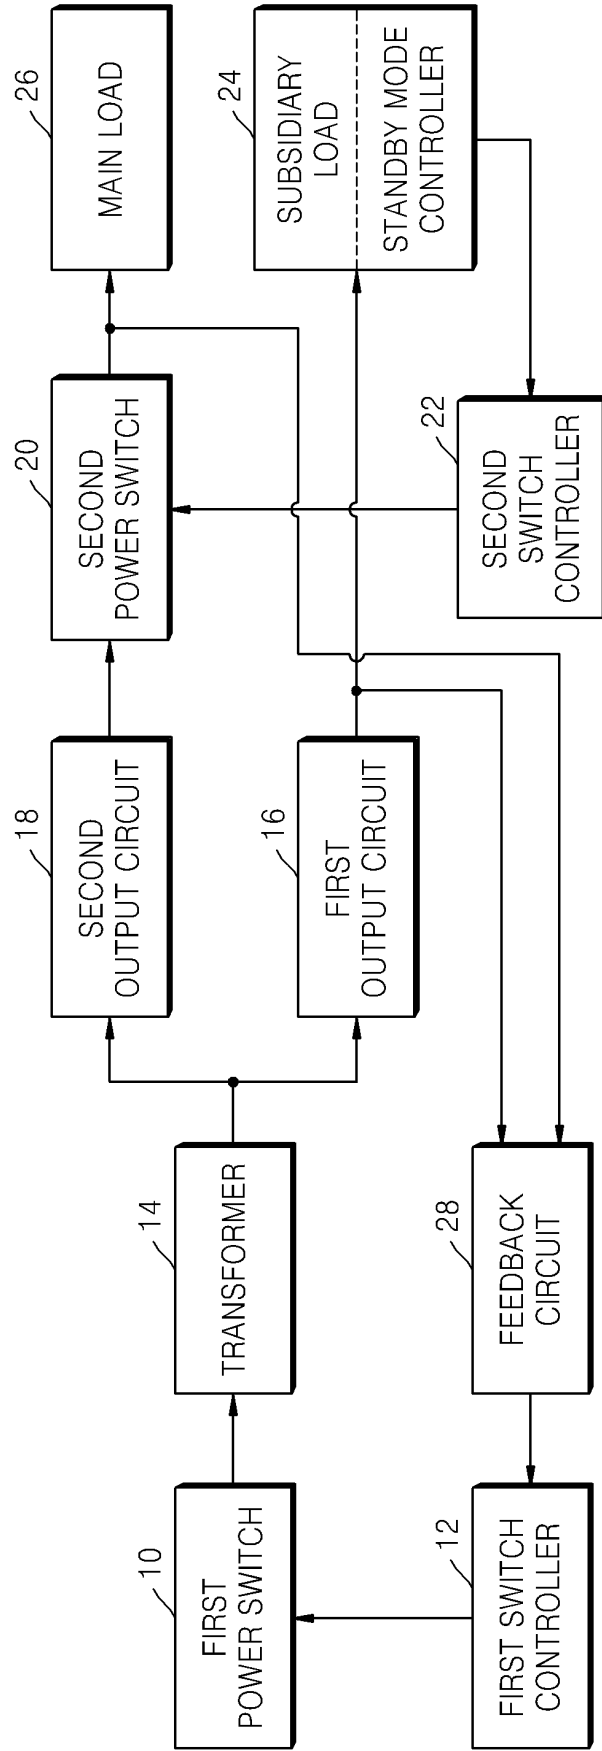 18
SECOND
OUTPUT CIRCUIT
20
SECOND
POWER SWITCH
26
MAIN LOAD
10
FIRST
POWER SWITCH
14
TRANSFORMER
16
FIRST
OUTPUT CIRCUIT
24
SUBSIDIARY
LOAD
STANDBY MODE
CONTROLLER
12
FIRST SWITCH
CONTROLLER
28
FEEDBACK
CIRCUIT
22
SECOND
SWITCH
CONTROLLER